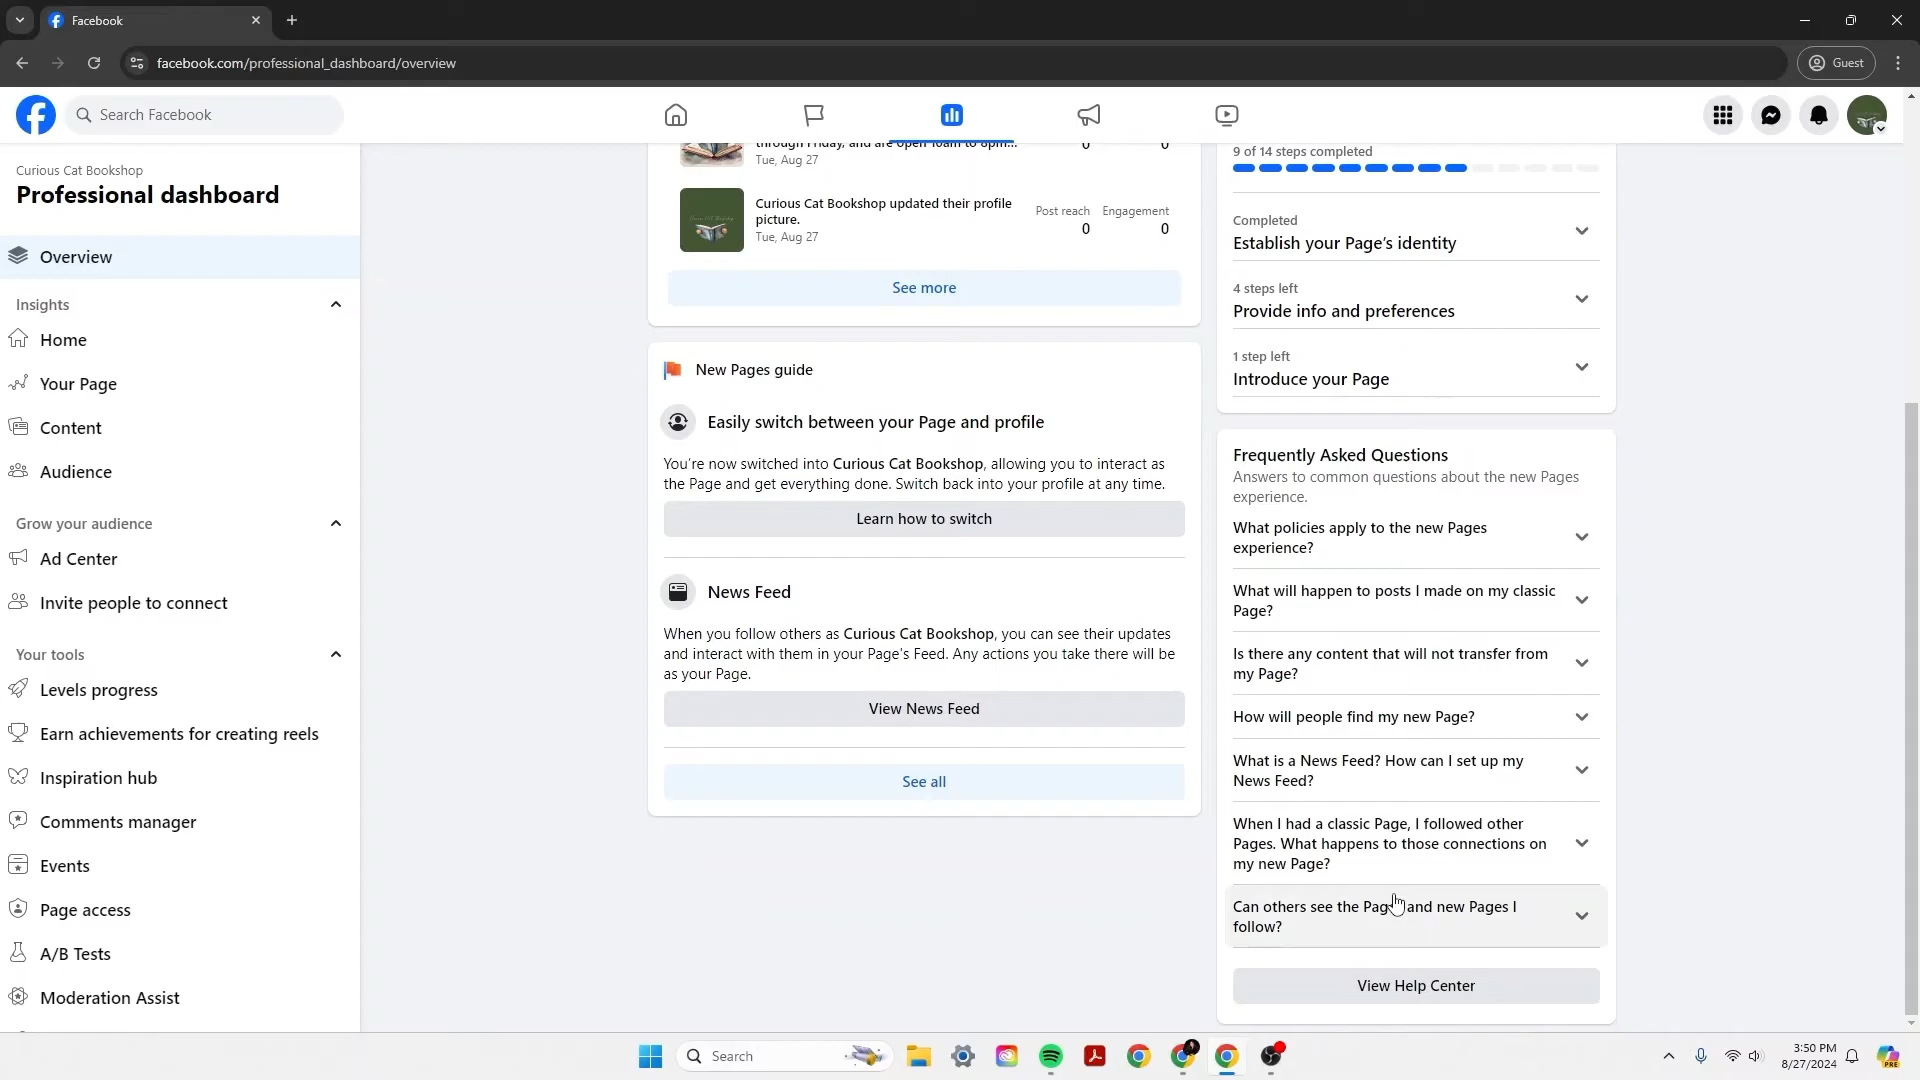 Facebook
facebook.com/professional_dashboard/overview
Guest
Search Facebook
Curious Cat Bookshop
Professional dashboard
Overview
Insights
Home
Your Page
Content
Audience
Grow your audience
Ad Center
Invite people to connect
Your tools
Levels progress
Earn achievements for creating reels
Inspiration hub
Comments manager
Events
Page access
A/B Tests
Moderation Assist
through Friday, and are open 10am to 8pm...
0 0
Tue, Aug 27
Curious Cat Bookshop updated their profile
picture.
Tue, Aug 27
Post reach Engagement
0 0
See more
New Pages guide
Easily switch between your Page and profile
You're now switched into Curious Cat Bookshop, allowing you to interact as
the Page and get everything done. Switch back into your profile at any time.
Learn how to switch
News Feed
When you follow others as Curious Cat Bookshop, you can see their updates
and interact with them in your Page's Feed. Any actions you take there will be
as your Page.
View News Feed
See all
9 of 14 steps completed
Completed
Establish your Page's identity
4 steps left
Provide info and preferences
1 step left
Introduce your Page
Frequently Asked Questions
Answers to common questions about the new Pages
experience.
What policies apply to the new Pages
experience?
What will happen to posts I made on my classic
Page?
Is there any content that will not transfer from
my Page?
How will people find my new Page?
What is a News Feed? How can I set up my
News Feed?
When I had a classic Page, I followed other
Pages. What happens to those connections on
my new Page?
Can others see the Pages and new Pages I
follow?
View Help Center
Search
3:50 PM
8/27/2024
PRE